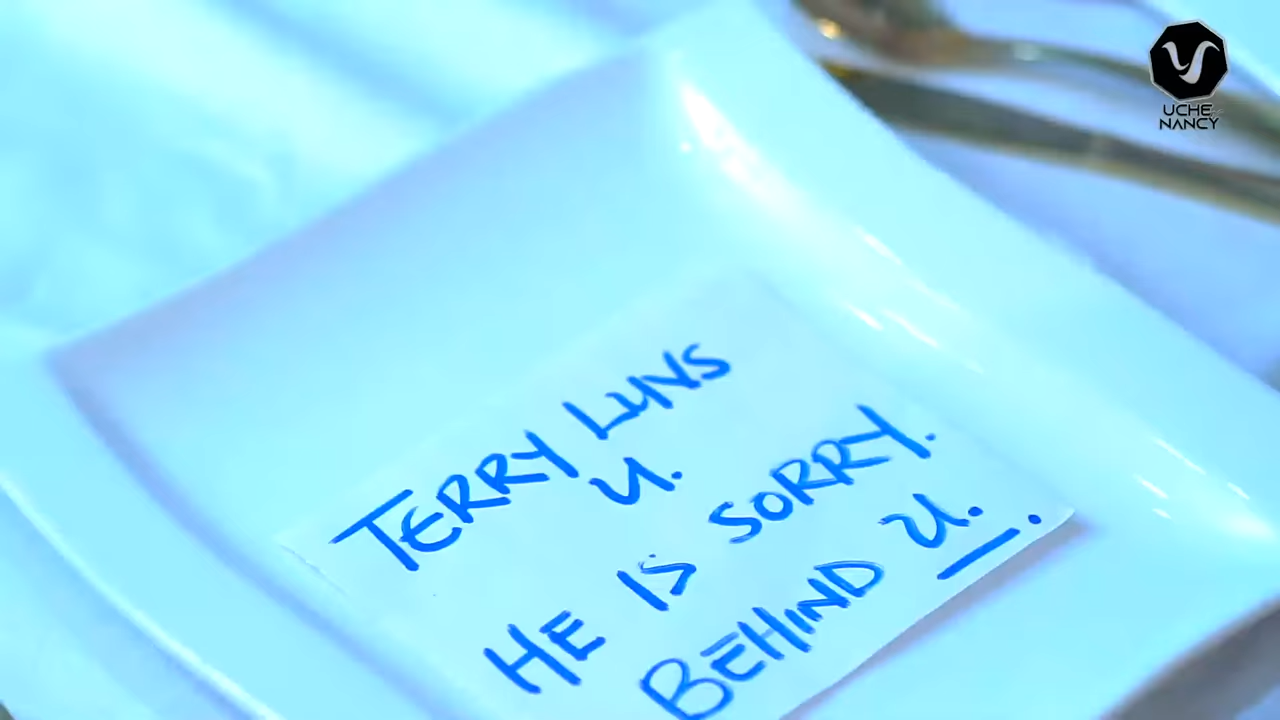 UCHE
NANCY
TERRY LUVS
U.
HE IS SORRY.
BEHIND U.